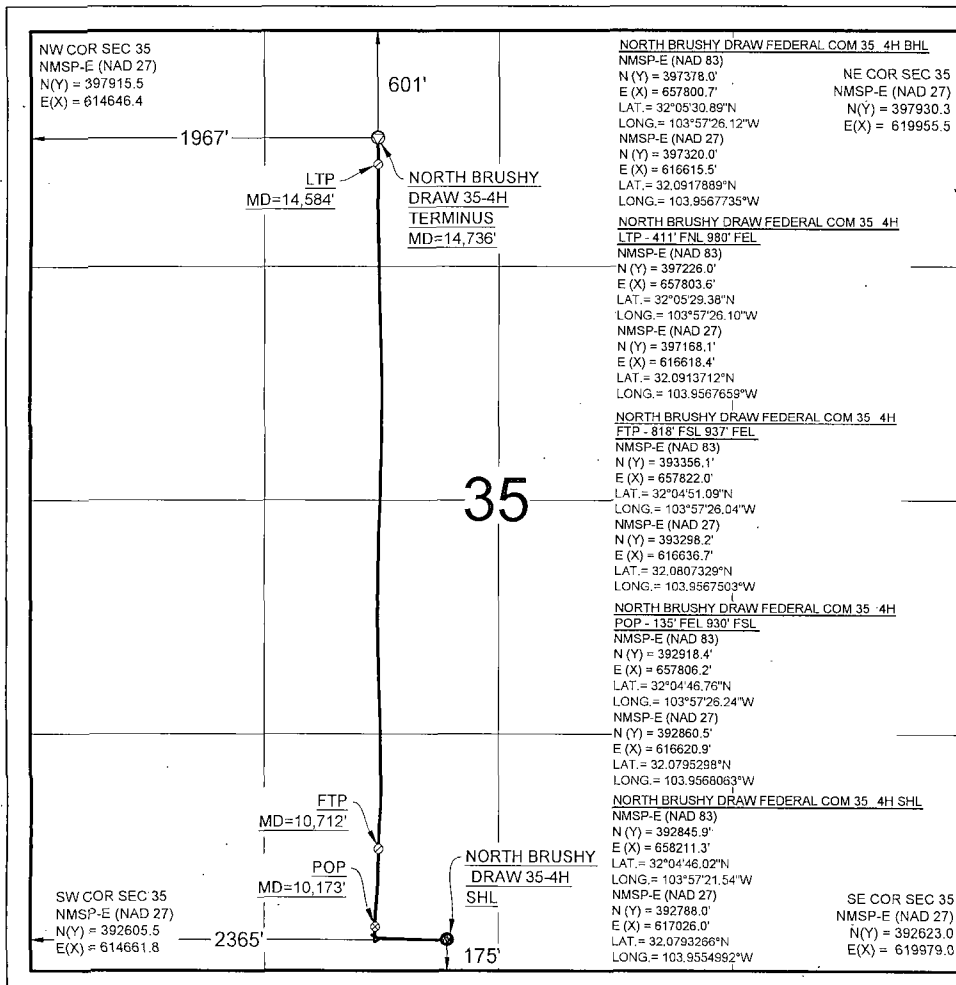 NW COR SEC 35
NMSP-E (NAD 27)
N(Y) = 397915.5
E(X) = 614646.4
601'
1967'
LTP
MD=14,584'
NORTH BRUSHY
DRAW 35-4H
TERMINUS
MD=14,736'
NORTH BRUSHY DRAW FEDERAL COM 35 4H BHL
NMSP-E (NAD 83)
N (Y) = 397378.0'
E (X) = 657800.7'
LAT.= 32°05'30.89"N
LONG.= 103°57'26.12"W
NMSP-E (NAD 27)
N (Y) = 397320.0'
E (X) = 616615.5'
LAT.= 32.0917889°N
LONG.= 103.9567735°W
NE COR SEC 35
NMSP-E (NAD 27)
N(Y) = 397930.3
E(X) = 619955.5
NORTH BRUSHY DRAW FEDERAL COM 35 4H
LTP - 411' FNL 980' FEL
NMSP-E (NAD 83)
N (Y) = 397226.0'
E (X) = 657803.6'
LAT.= 32°05'29.38"N
LONG.= 103°57'26.10"W
NMSP-E (NAD 27)
N (Y) = 397168.1'
E (X) = 616618.4'
LAT.= 32.0913712°N
LONG.= 103.9567659°W
NORTH BRUSHY DRAW FEDERAL COM 35 4H
FTP - 818' FSL 937' FEL
NMSP-E (NAD 83)
N (Y) = 393356.1'
E (X) = 657822.0'
LAT.= 32°04'51.09"N
LONG.= 103°57'26.04"W
NMSP-E (NAD 27)
N (Y) = 393298.2'
E (X) = 616636.7'
LAT.= 32.0807329°N
LONG.= 103.9567503°W
35
NORTH BRUSHY DRAW FEDERAL COM 35 4H
POP - 135' FEL 930' FSL
NMSP-E (NAD 83)
N (Y) = 392918.4'
E (X) = 657806.2'
LAT.= 32°04'46.76"N
LONG.= 103°57'26.24"W
NMSP-E (NAD 27)
N (Y) = 392860.5'
E (X) = 616620.9'
LAT.= 32.0795298°N
LONG.= 103.9568063°W
NORTH BRUSHY DRAW FEDERAL COM 35 4H SHL
NMSP-E (NAD 83)
N (Y) = 392845.9'
E (X) = 658211.3'
LAT.= 32°04'46.02"N
LONG.= 103°57'21.54"W
NMSP-E (NAD 27)
N (Y) = 392788.0'
E (X) = 617026.0'
LAT.= 32.0793266°N
LONG.= 103.9554992°W
FTP
MD=10,712'
POP
MD=10,173'
NORTH BRUSHY
DRAW 35-4H
SHL
SW COR SEC 35
NMSP-E (NAD 27)
N(Y) = 392605.5
E(X) = 614661.8
2365'
175'
SE COR SEC 35
NMSP-E (NAD 27)
N(Y) = 392623.0
E(X) = 619979.0